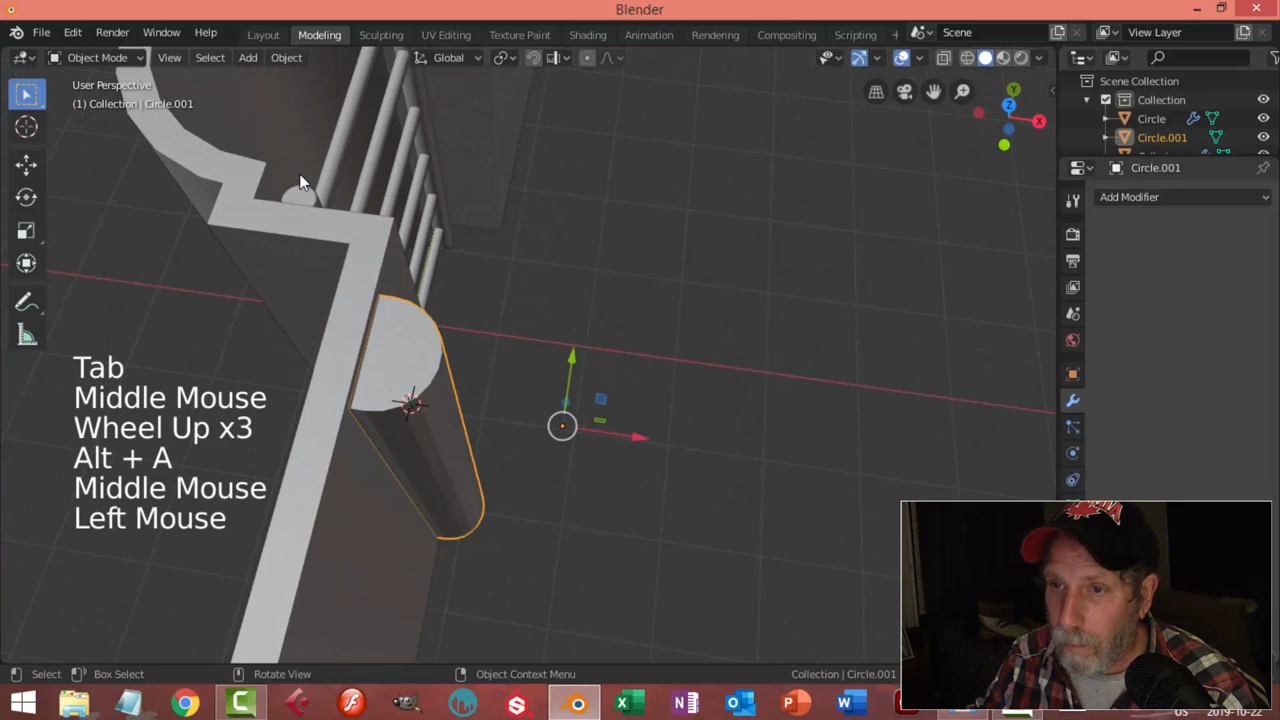 Blender
File Edit Render Window Help
Layout Modeling Sculpting UV Editing Texture Paint Shading Animation Rendering Compositing Scripting +
Scene
View Layer
Object Mode View Select Add Object
Global
User Perspective
(1) Collection | Circle.001
Y
Z
X
Scene Collection
Collection
Circle
Circle.001
Circle.001
Add Modifier
Tab
Middle Mouse
Wheel Up x3
Alt + A
Middle Mouse
Left Mouse
Select Box Select Rotate View Object Context Menu Collection | Circle.001
2019-10-22